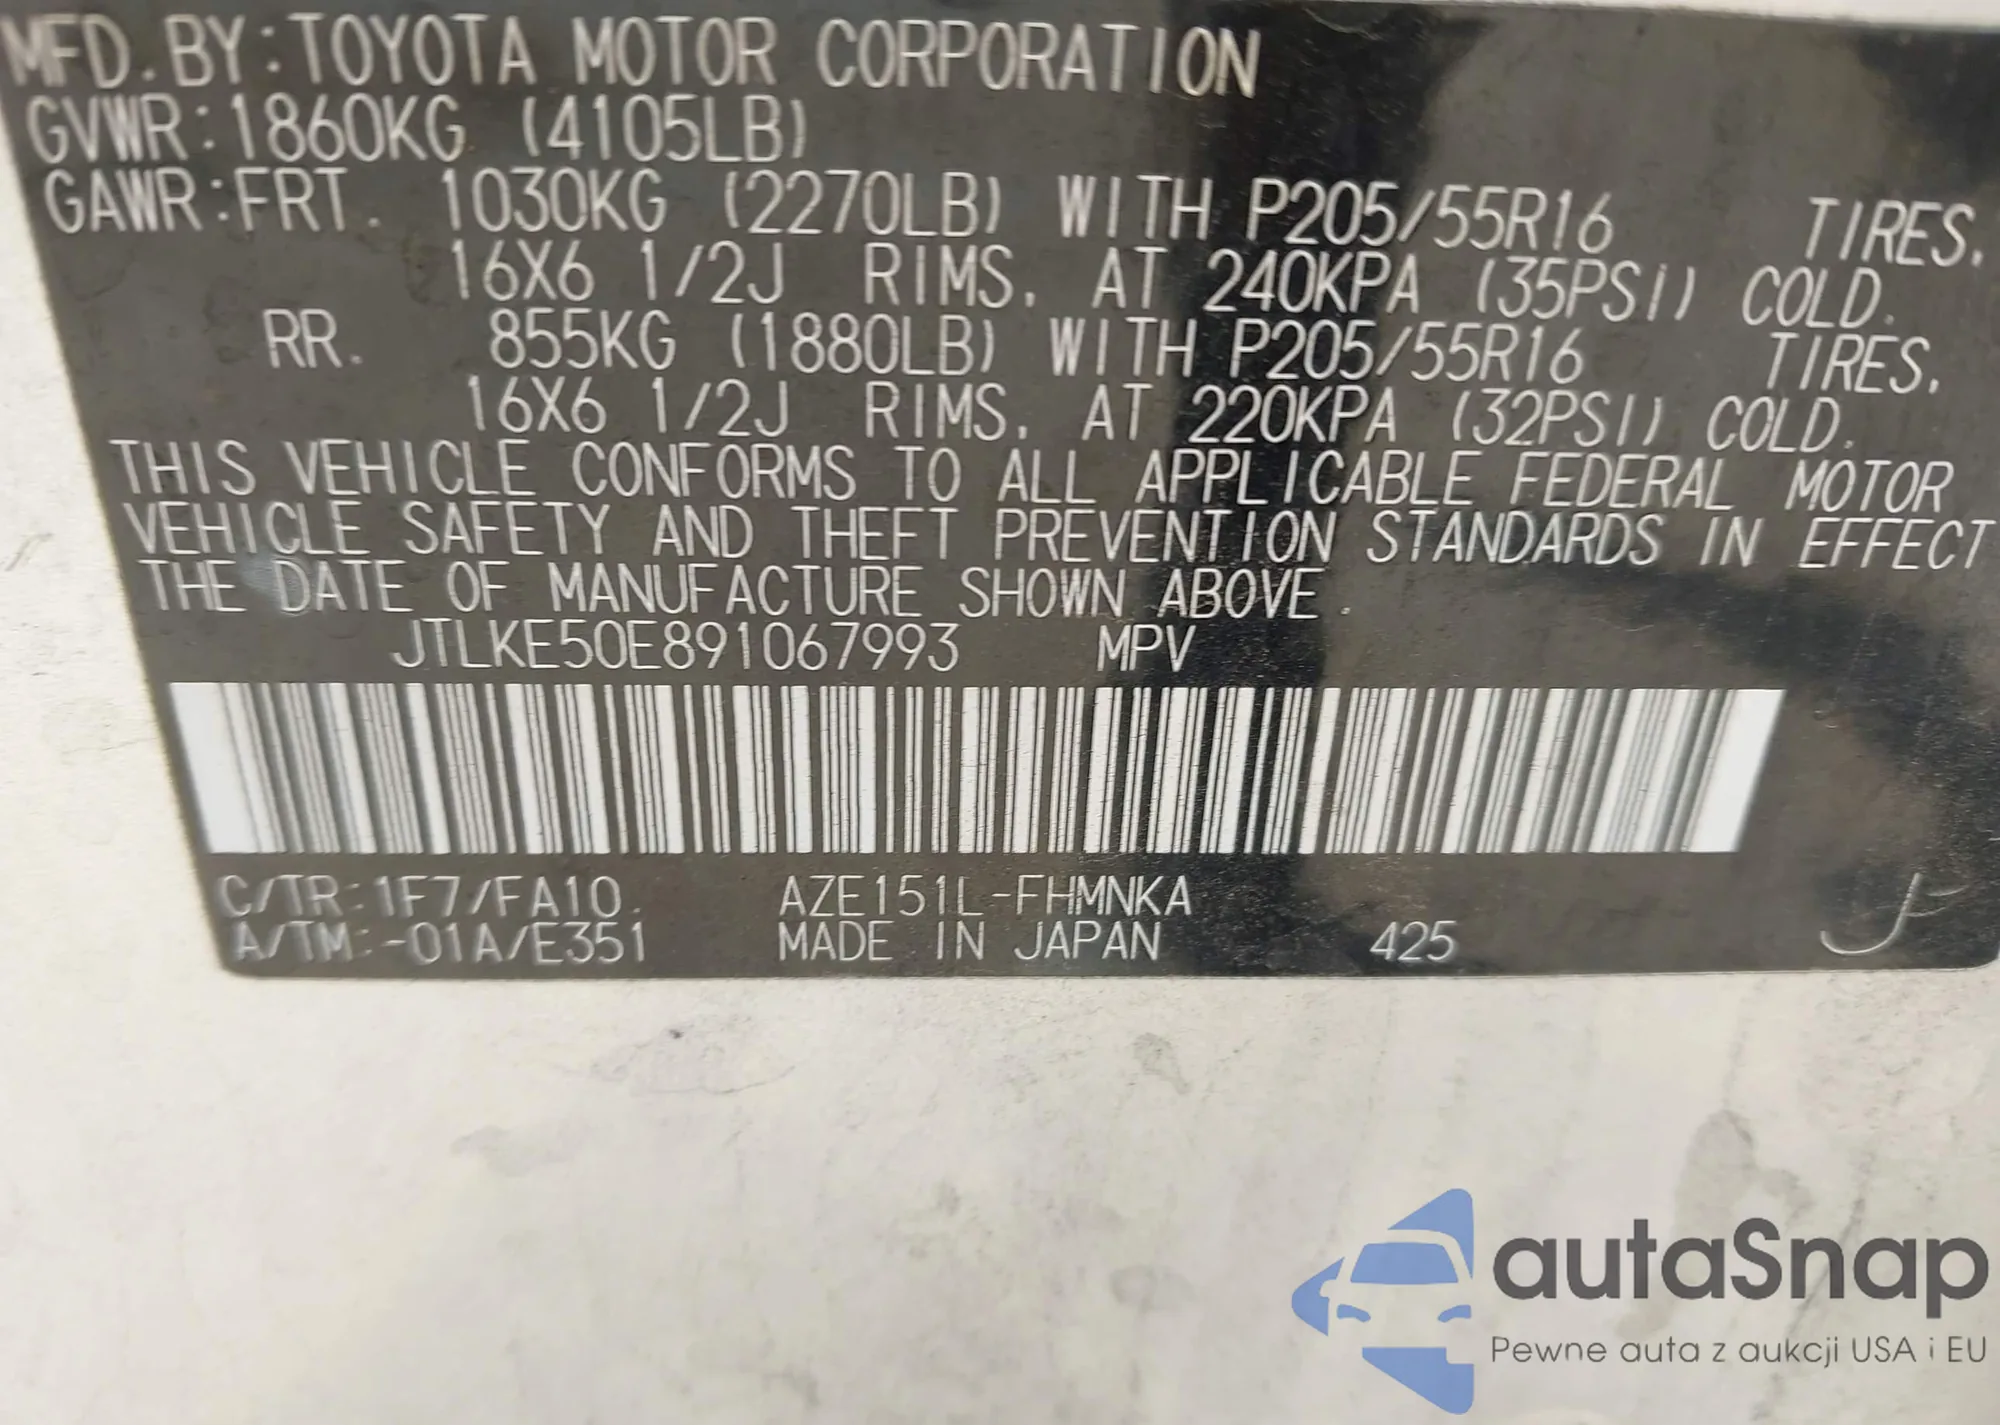 MFD.BY:TOYOTA MOTOR CORPORATION
GVWR:1860KG (4105LB)
GAWR:FRT. 1030KG (2270LB) WITH P205/55R16 TIRES,
16X6 1/2J RIMS, AT 240KPA (35PSI) COLD.
RR. 855KG (1880LB) WITH P205/55R16 TIRES,
16X6 1/2J RIMS, AT 220KPA (32PSI) COLD.
THIS VEHICLE CONFORMS TO ALL APPLICABLE FEDERAL MOTOR
VEHICLE SAFETY AND THEFT PREVENTION STANDARDS IN EFFECT
THE DATE OF MANUFACTURE SHOWN ABOVE.
JTLKE50E891067993 MPV
C/TR:1F7/FA10. AZE151L-FHMNKA
A/TM:-01A/E351 MADE IN JAPAN 425
autaSnap
Pewne auta z aukcji USA i EU